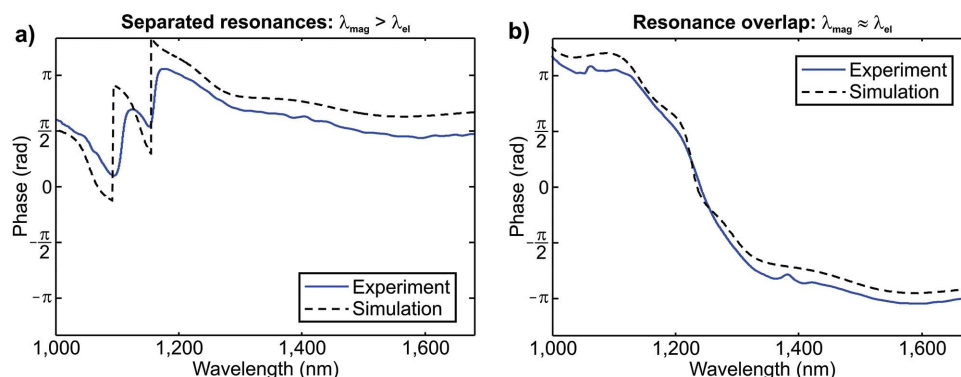 Separated resonances: λmag > λel
a)
Phase (rad)
π
π/2
0
-π/2
-π
Experiment
Simulation
1,000 1,200 1,400 1,600
Wavelength (nm)
Resonance overlap: λmag ≈ λel
b)
Phase (rad)
π
π/2
0
-π/2
-π
Experiment
Simulation
1,000 1,200 1,400 1,600
Wavelength (nm)